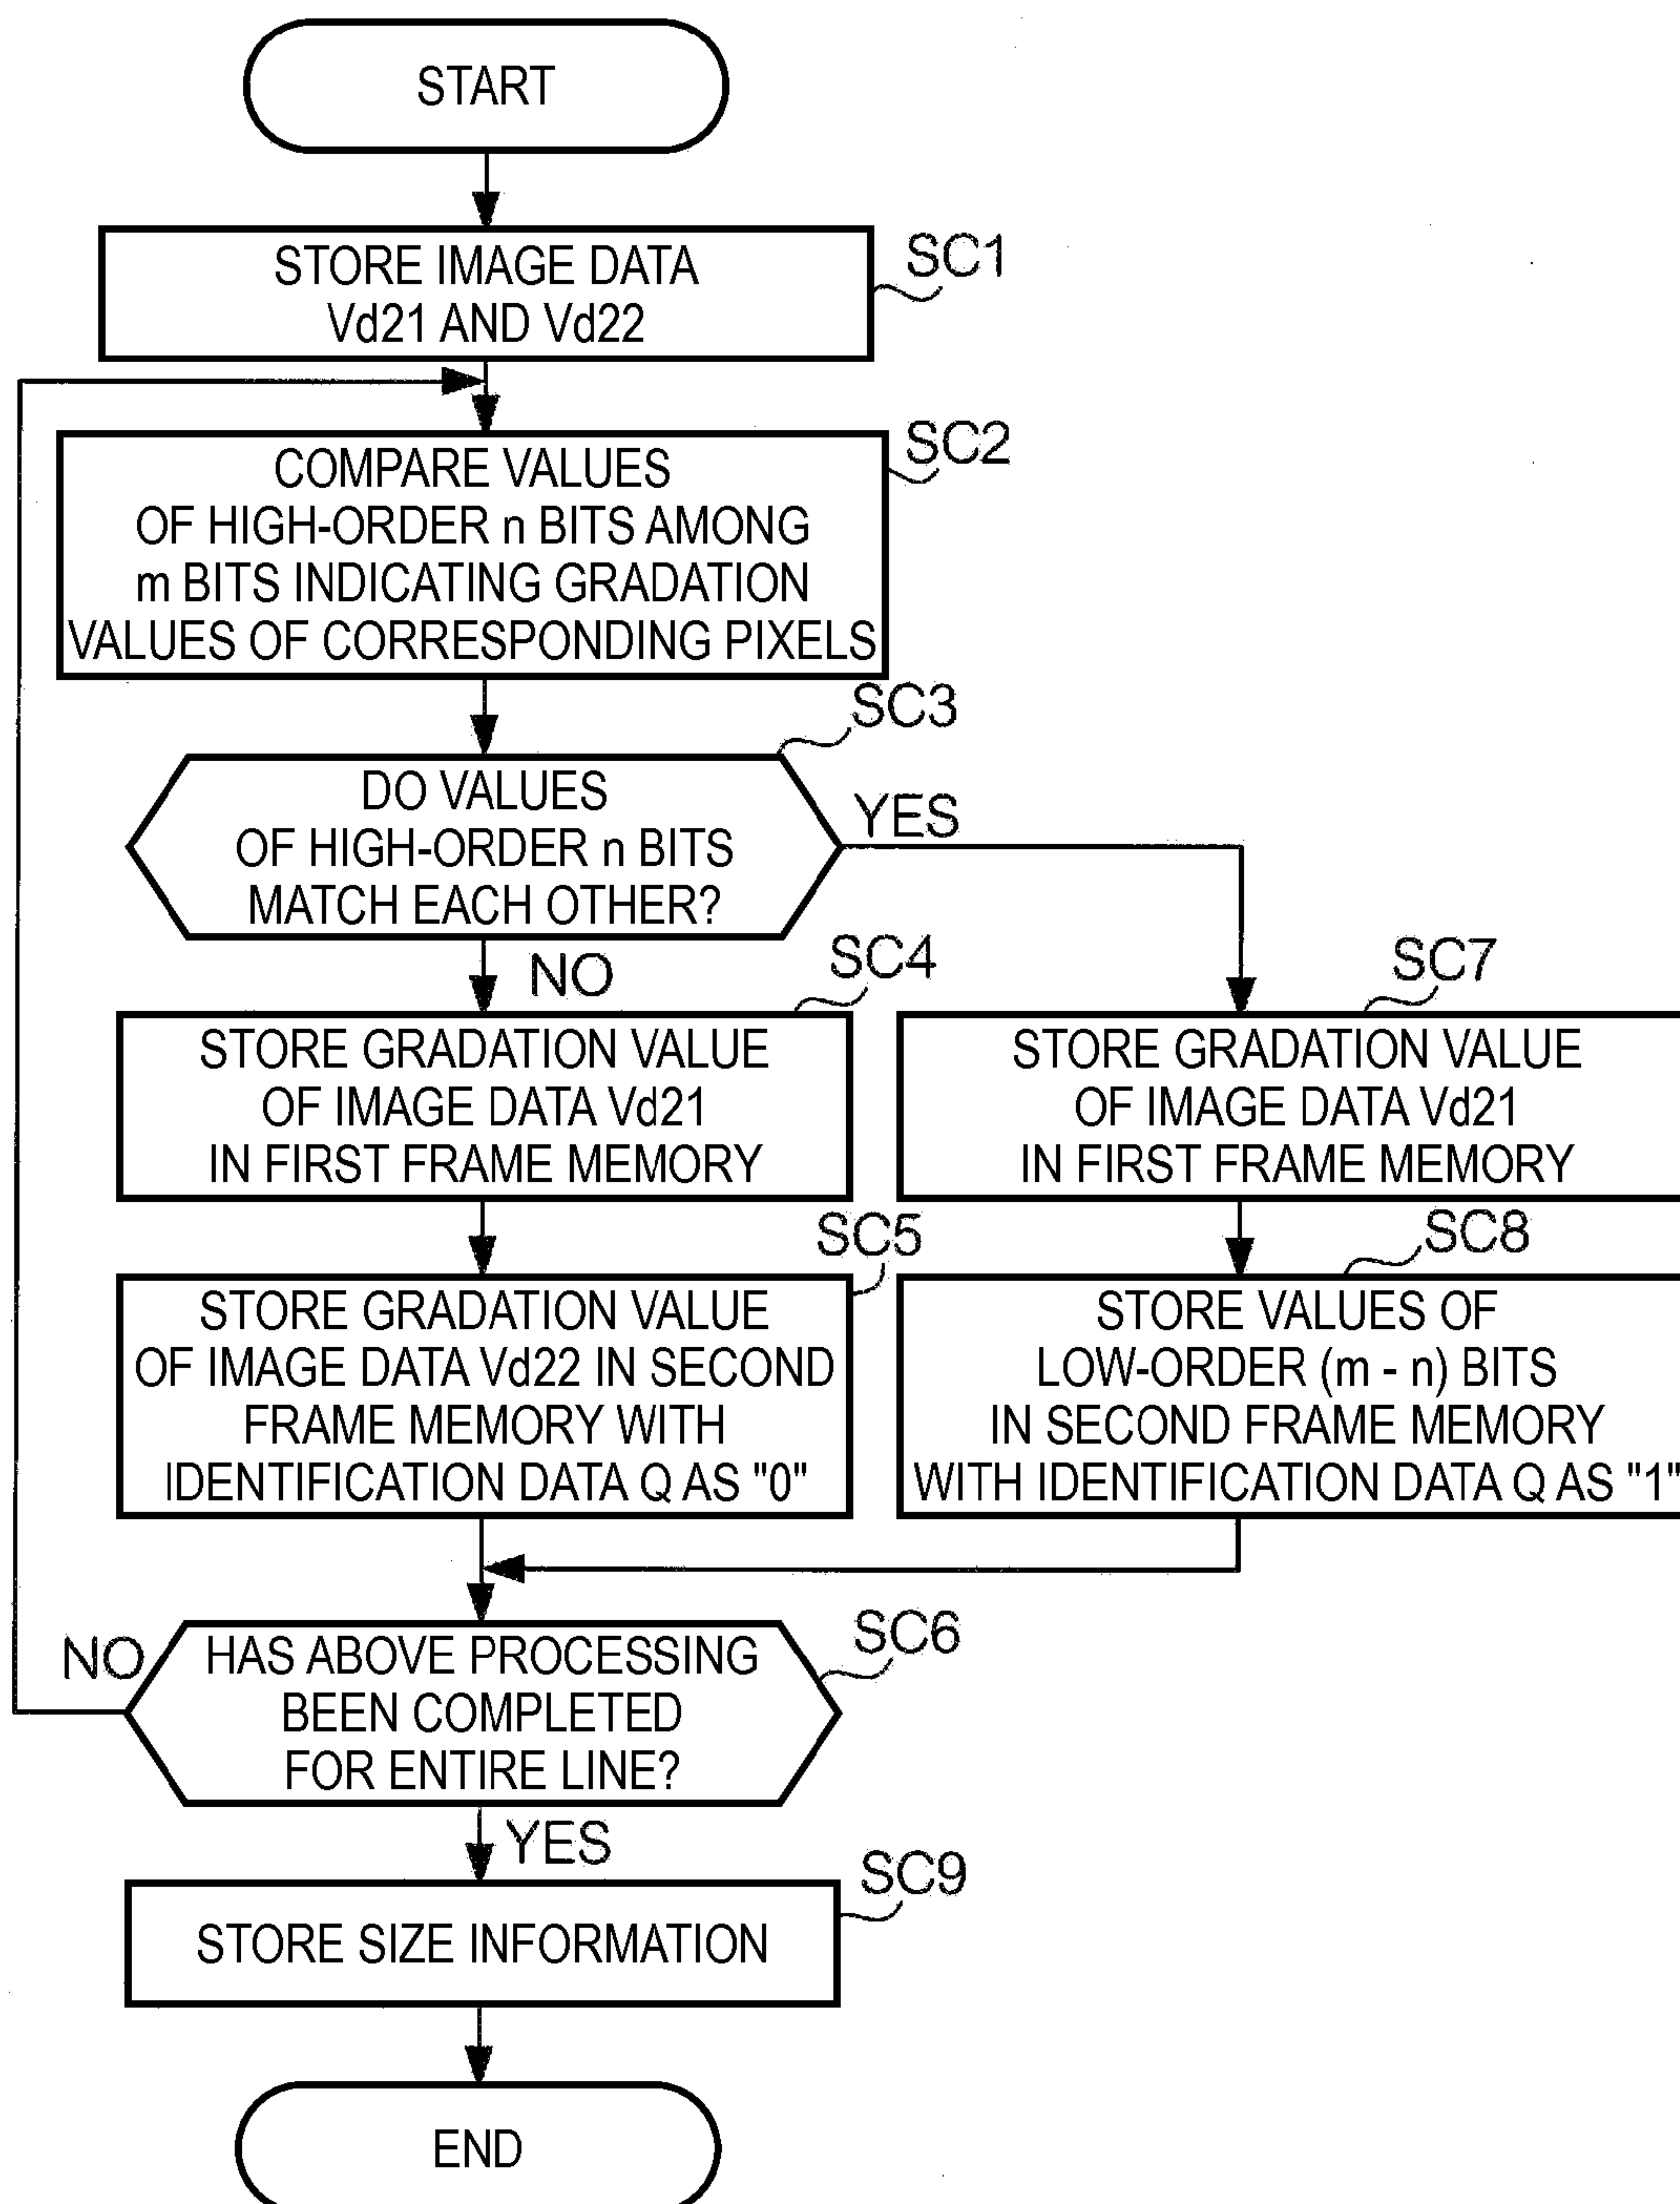 START
STORE IMAGE DATA
Vd21 AND Vd22
SC1
COMPARE VALUES
OF HIGH-ORDER n BITS AMONG
m BITS INDICATING GRADATION
VALUES OF CORRESPONDING PIXELS
SC2
DO VALUES
OF HIGH-ORDER n BITS
MATCH EACH OTHER?
SC3
YES
NO
STORE GRADATION VALUE
OF IMAGE DATA Vd21
IN FIRST FRAME MEMORY
SC4
STORE GRADATION VALUE
OF IMAGE DATA Vd21
IN FIRST FRAME MEMORY
SC7
STORE GRADATION VALUE
OF IMAGE DATA Vd22 IN SECOND
FRAME MEMORY WITH
IDENTIFICATION DATA Q AS "0"
SC5
STORE VALUES OF
LOW-ORDER (m - n) BITS
IN SECOND FRAME MEMORY
WITH IDENTIFICATION DATA Q AS "1"
SC8
HAS ABOVE PROCESSING
BEEN COMPLETED
FOR ENTIRE LINE?
SC6
NO
YES
STORE SIZE INFORMATION
SC9
END